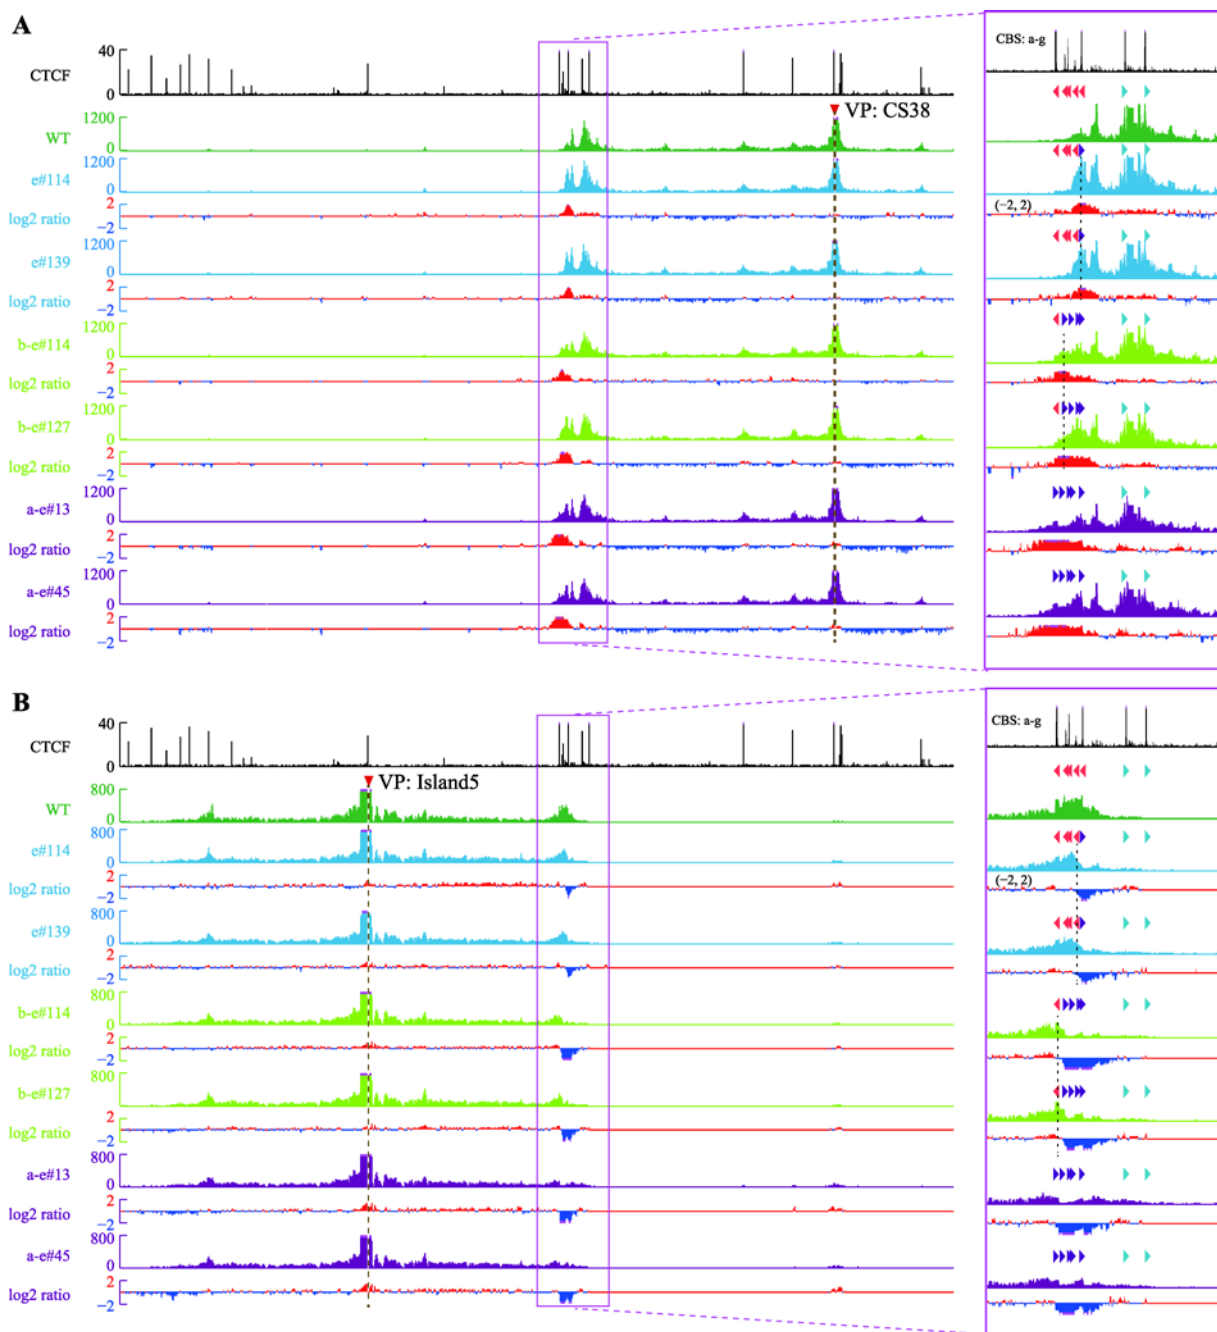 A
CTCF
40
0
CBS: a-g
VP: CS38
WT
1200
0
e#114
1200
0
log2 ratio
2
−2
(−2, 2)
e#139
1200
0
log2 ratio
2
−2
b-e#114
1200
0
log2 ratio
2
−2
b-e#127
1200
0
log2 ratio
2
−2
a-e#13
1200
0
log2 ratio
2
−2
a-e#45
1200
0
log2 ratio
2
−2
B
CTCF
40
0
CBS: a-g
VP: Island5
WT
800
0
e#114
800
0
log2 ratio
2
−2
(−2, 2)
e#139
800
0
log2 ratio
2
−2
b-e#114
800
0
log2 ratio
2
−2
b-e#127
800
0
log2 ratio
2
−2
a-e#13
800
0
log2 ratio
2
−2
a-e#45
800
0
log2 ratio
2
−2